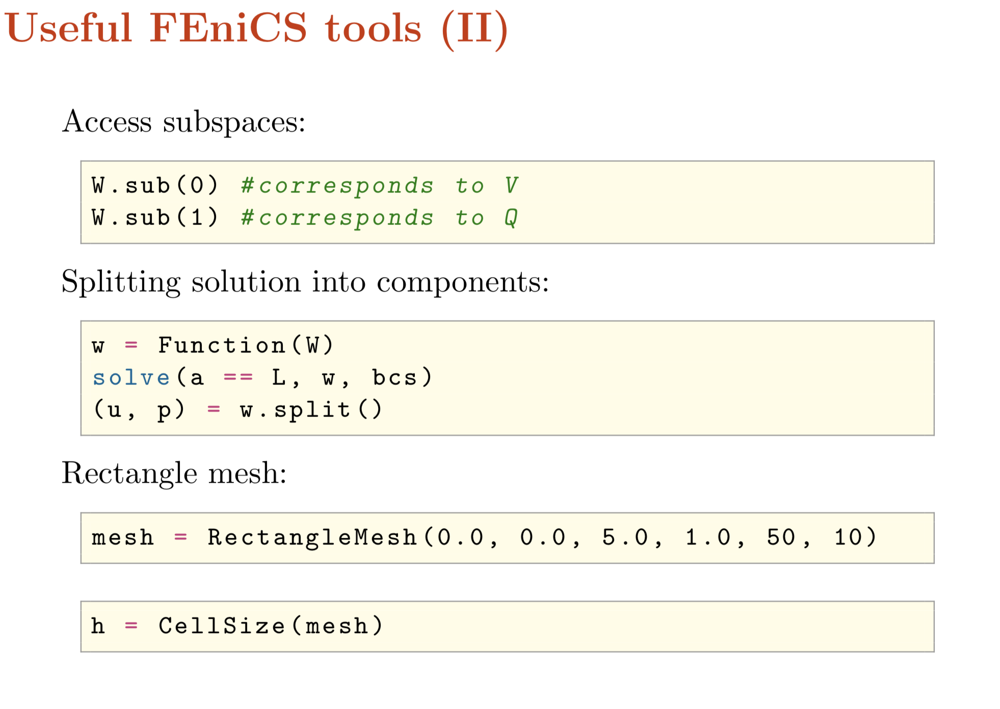 Useful FEniCS tools (II)
Access subspaces:
W.sub(0) #corresponds to V
W.sub(1) #corresponds to Q
Splitting solution into components:
w = Function(W)
solve(a == L, w, bcs)
(u, p) = w.split()
Rectangle mesh:
mesh = RectangleMesh(0.0, 0.0, 5.0, 1.0, 50, 10)
h = CellSize(mesh)